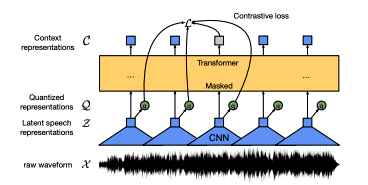 Contrastive loss
ℒ
Context representations 𝒞
Transformer
... ...
Masked
Quantized representations 𝒬
q q q q q
Latent speech representations 𝒵
CNN
raw waveform 𝒳